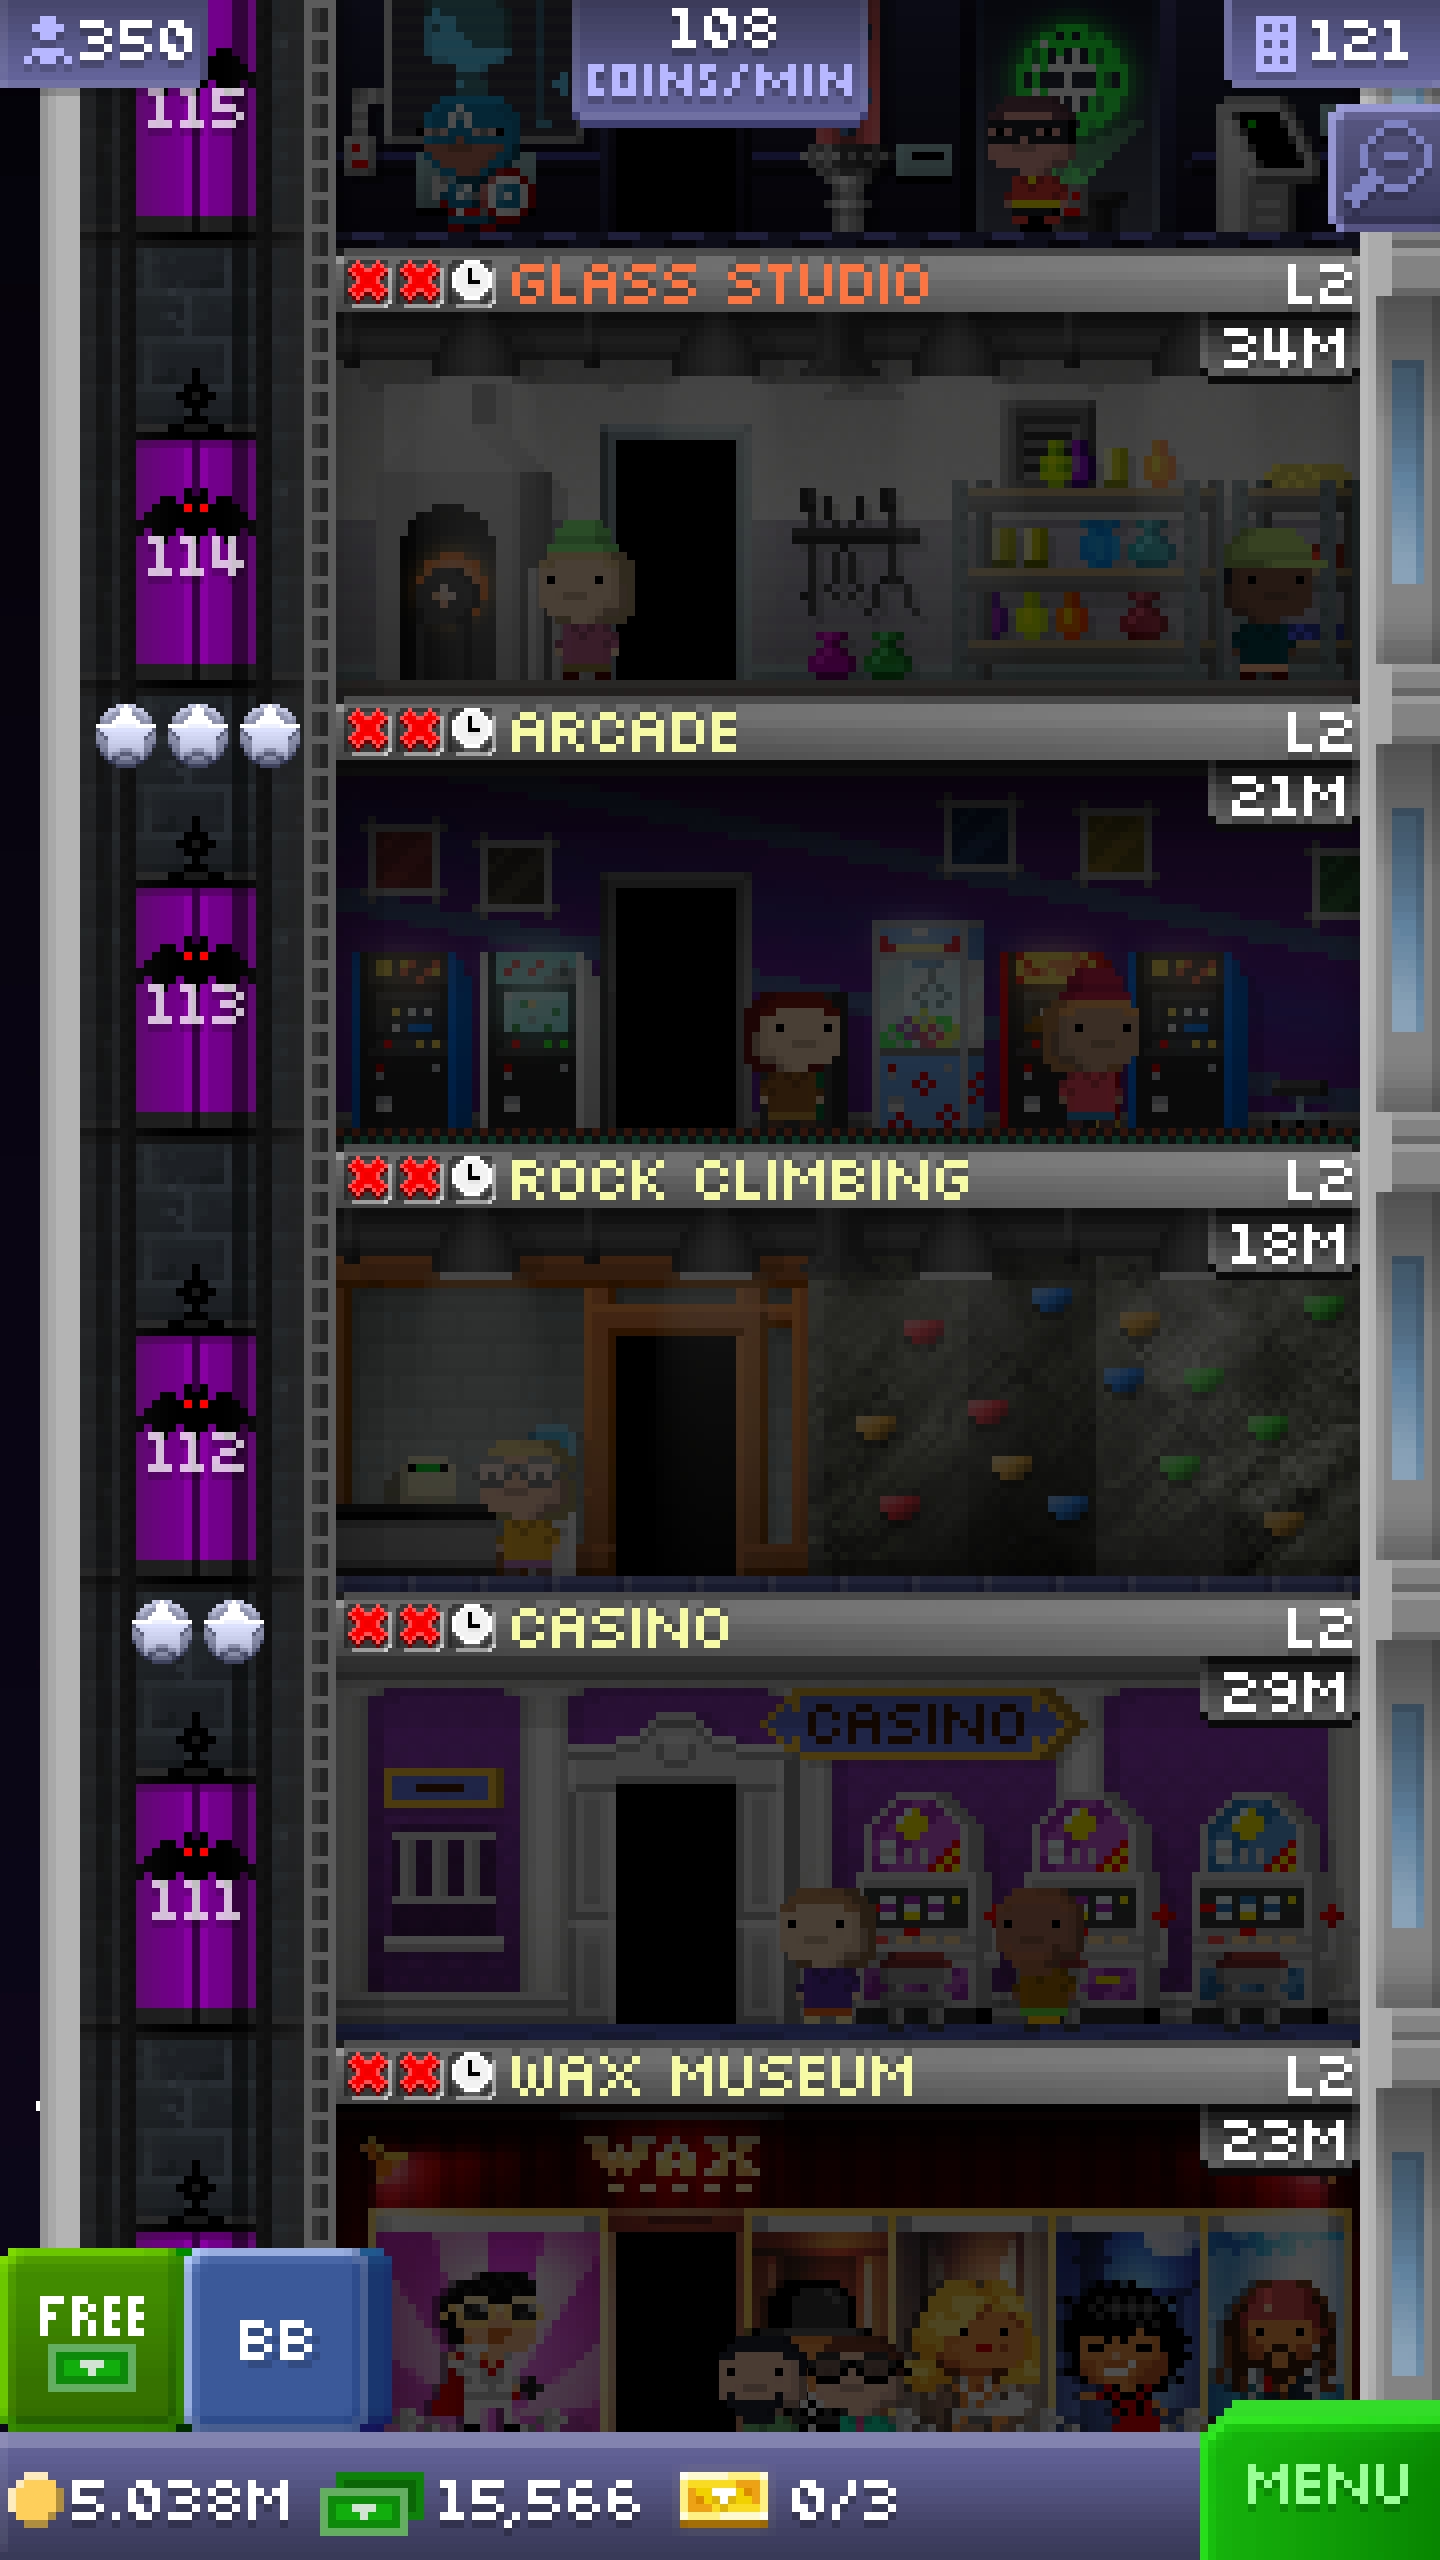 350
108
COINS/MIN
121
115
GLASS STUDIO
L2
34M
114
ARCADE
L2
21M
113
ROCK CLIMBING
L2
18M
112
CASINO
L2
29M
CASINO
111
WAX MUSEUM
L2
23M
WAX
FREE
BB
5.038M
15,566
0/3
MENU